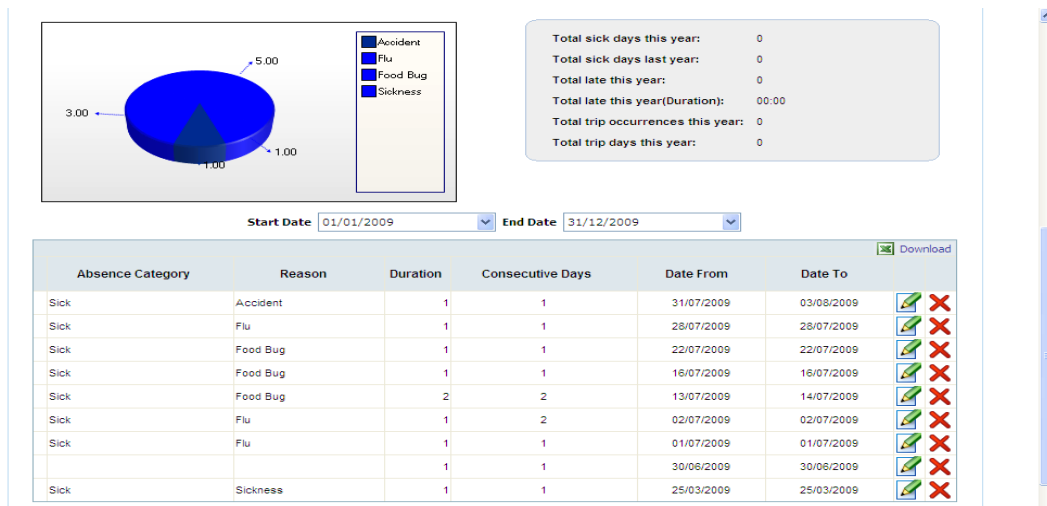 Accident
Flu
Food Bug
Sickness
5.00
3.00
1.00
1.00
Total sick days this year: 0
Total sick days last year: 0
Total late this year: 0
Total late this year(Duration): 00:00
Total trip occurrences this year: 0
Total trip days this year: 0
Start Date 01/01/2009 End Date 31/12/2009
Download
Absence Category Reason Duration Consecutive Days Date From Date To
Sick Accident 1 1 31/07/2009 03/08/2009
Sick Flu 1 1 28/07/2009 28/07/2009
Sick Food Bug 1 1 22/07/2009 22/07/2009
Sick Food Bug 1 1 16/07/2009 16/07/2009
Sick Food Bug 2 2 13/07/2009 14/07/2009
Sick Flu 1 2 02/07/2009 02/07/2009
Sick Flu 1 1 01/07/2009 01/07/2009
1 1 30/06/2009 30/06/2009
Sick Sickness 1 1 25/03/2009 25/03/2009